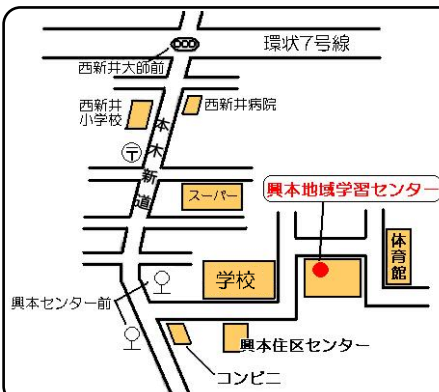 環状7号線
西新井大師前
西新井
小学校
西新井病院
本木新道
〒
スーパー
興本地域学習センター
体育館
学校
興本センター前
興本住区センター
コンビニ